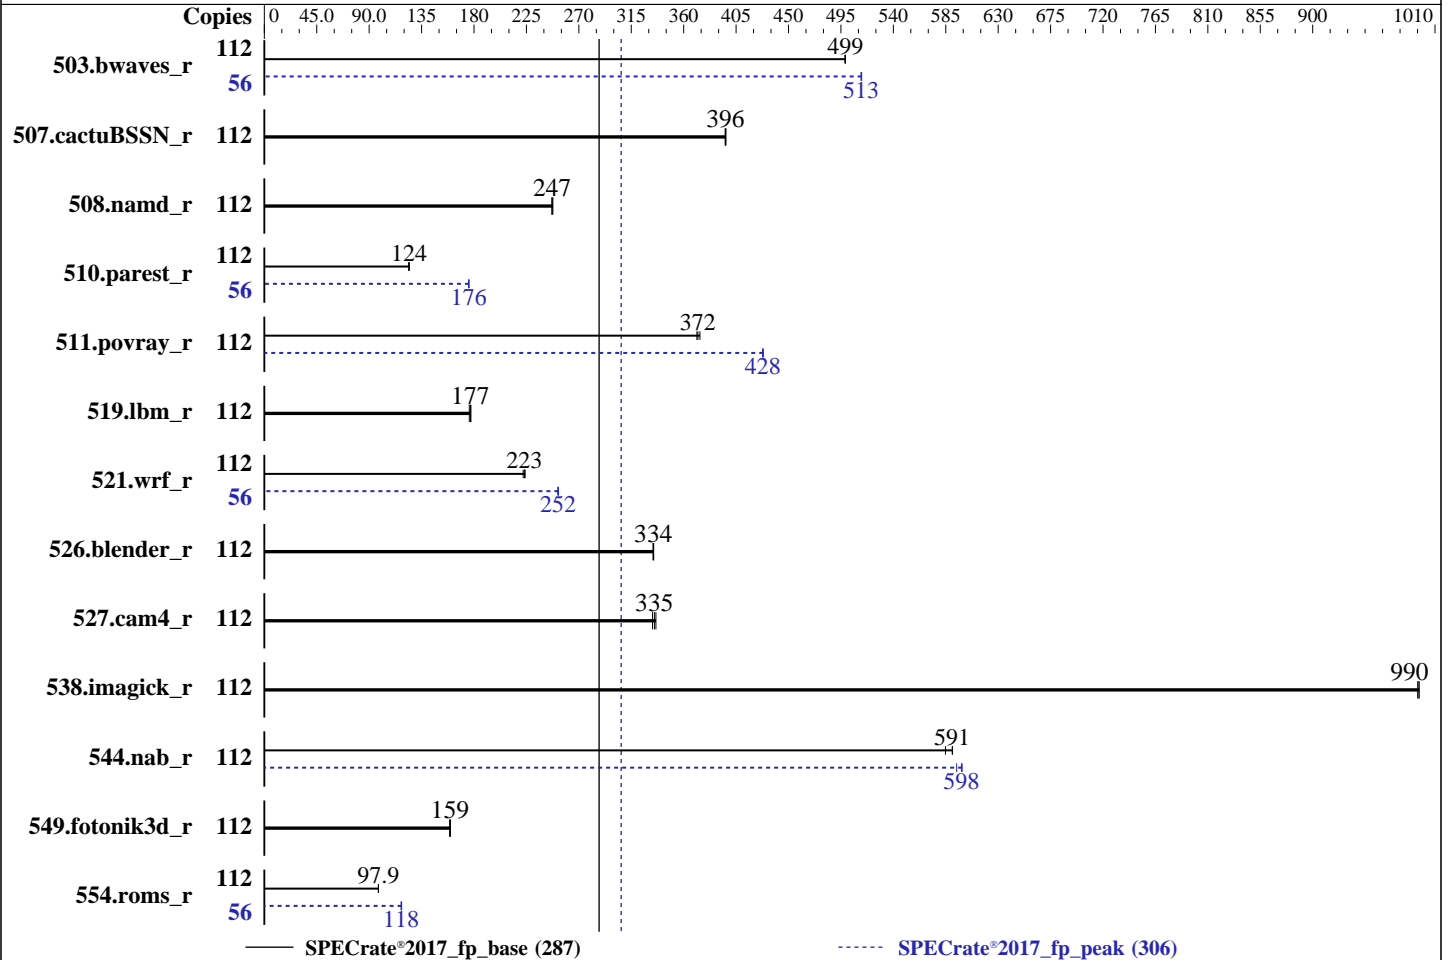 Copies 0 45.0 90.0 135 180 225 270 315 360 405 450 495 540 585 630 675 720 765 810 855 900 1010
503.bwaves_r 112 499
56 513
507.cactuBSSN_r 112 396
508.namd_r 112 247
510.parest_r 112 124
56 176
511.povray_r 112 372
428
519.lbm_r 112 177
521.wrf_r 112 223
56 252
526.blender_r 112 334
527.cam4_r 112 335
538.imagick_r 112 990
544.nab_r 112 591
598
549.fotonik3d_r 112 159
554.roms_r 112 97.9
56 118
SPECrate®2017_fp_base (287) SPECrate®2017_fp_peak (306)